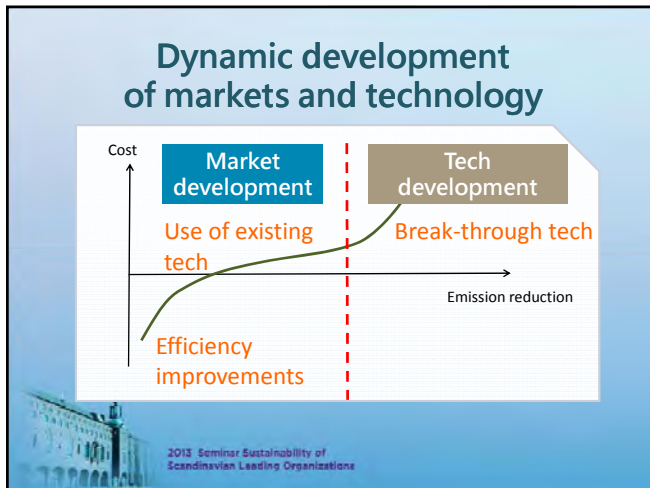 Dynamic development
of markets and technology
Cost
Market
development
Tech
development
Use of existing
tech
Break-through tech
Emission reduction
Efficiency
improvements
2013 Seminar Sustainability of
Scandinavian Leading Organizations